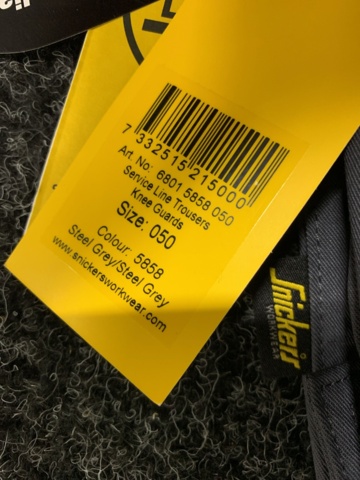 7 332515 215000
Art. No: 6801 5858 050
Service Line Trousers
Knee Guards
Size: 050
Colour: 5858
Steel Grey/Steel Grey
www.snickersworkwear.com
Snickers
WORKWEAR